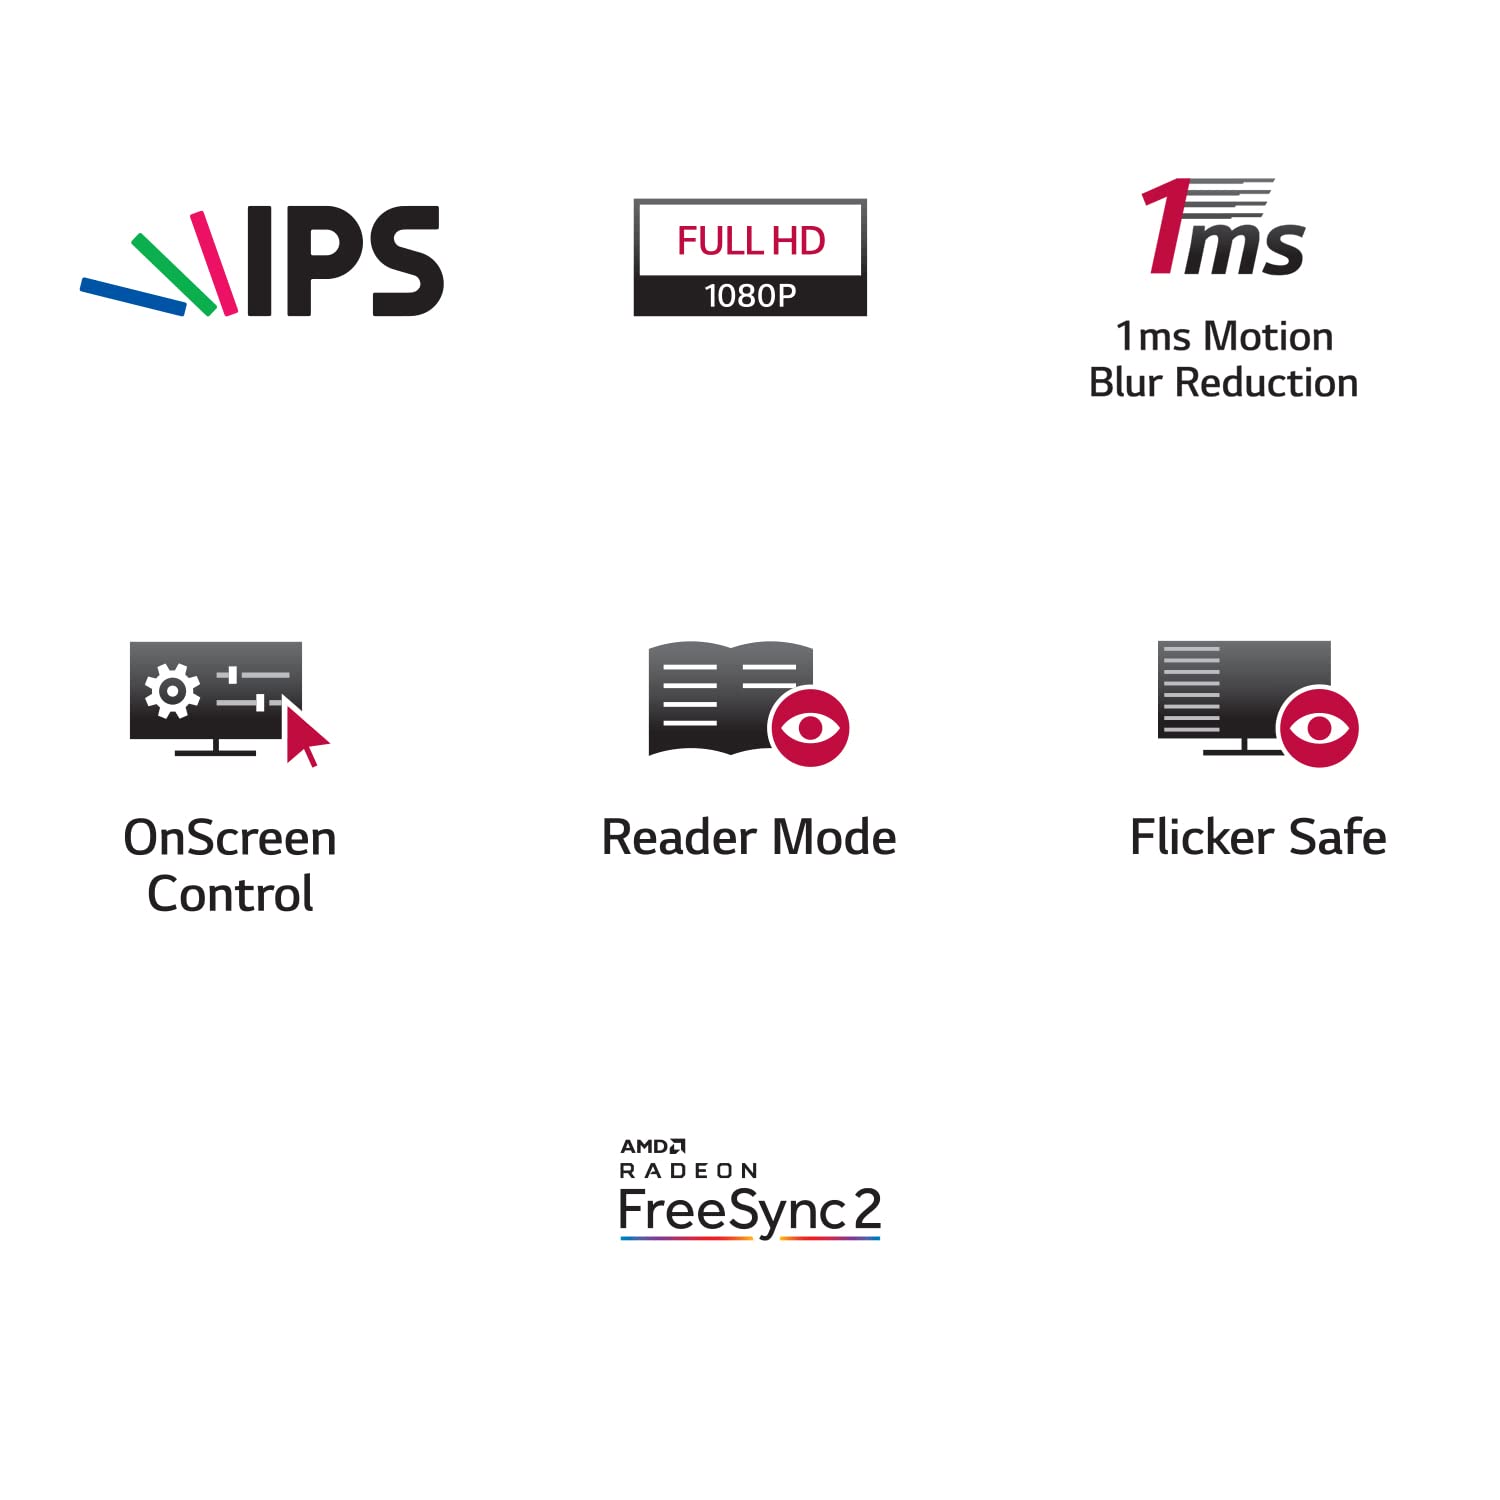 IPS
FULL HD
1080P
1ms
1ms Motion
Blur Reduction
OnScreen
Control
Reader Mode
Flicker Safe
AMD
RADEON
FreeSync 2